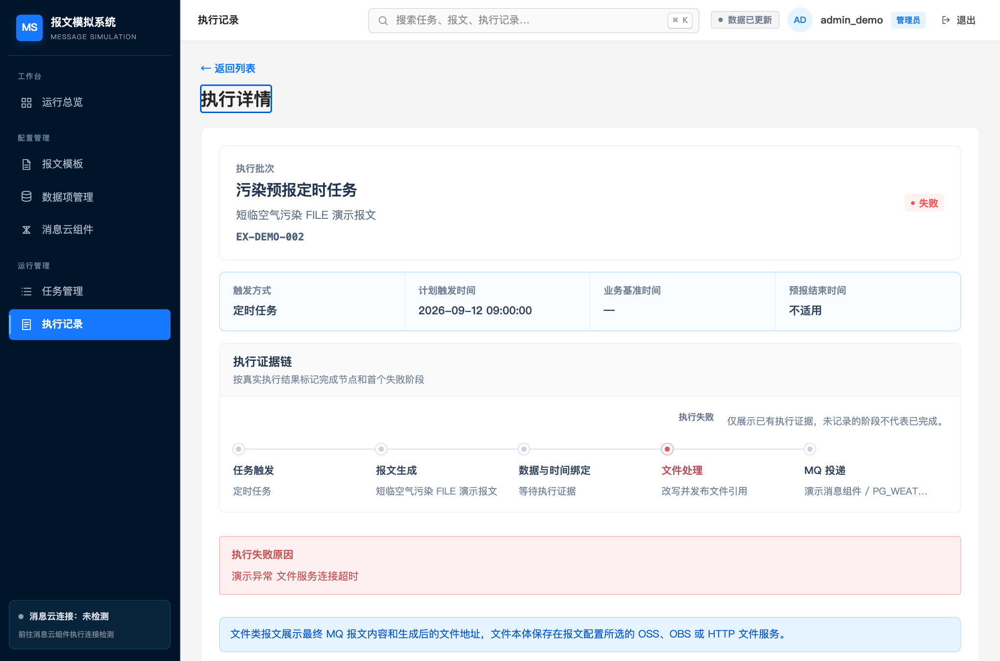 MS
报文模拟系统
MESSAGE SIMULATION
工作台
运行总览
配置管理
报文模板
数据项管理
消息云组件
运行管理
任务管理
执行记录
消息云连接：未检测
前往消息云组件执行连接检测
执行记录
搜索任务、报文、执行记录...
⌘ K
数据已更新
AD
admin_demo
管理员
退出
← 返回列表
执行详情
执行批次
污染预报定时任务
短临空气污染 FILE 演示报文
EX-DEMO-002
失败
触发方式
定时任务
计划触发时间
2026-09-12 09:00:00
业务基准时间
—
预报结束时间
不适用
执行证据链
按真实执行结果标记完成节点和首个失败阶段
执行失败
仅展示已有执行证据，未记录的阶段不代表已完成。
任务触发
定时任务
报文生成
短临空气污染 FILE 演示报文
数据与时间绑定
等待执行证据
文件处理
改写并发布文件引用
MQ 投递
演示消息组件 / PG_WEAT...
执行失败原因
演示异常 文件服务连接超时
文件类报文展示最终 MQ 报文内容和生成后的文件地址，文件本体保存在报文配置所选的 OSS、OBS 或 HTTP 文件服务。